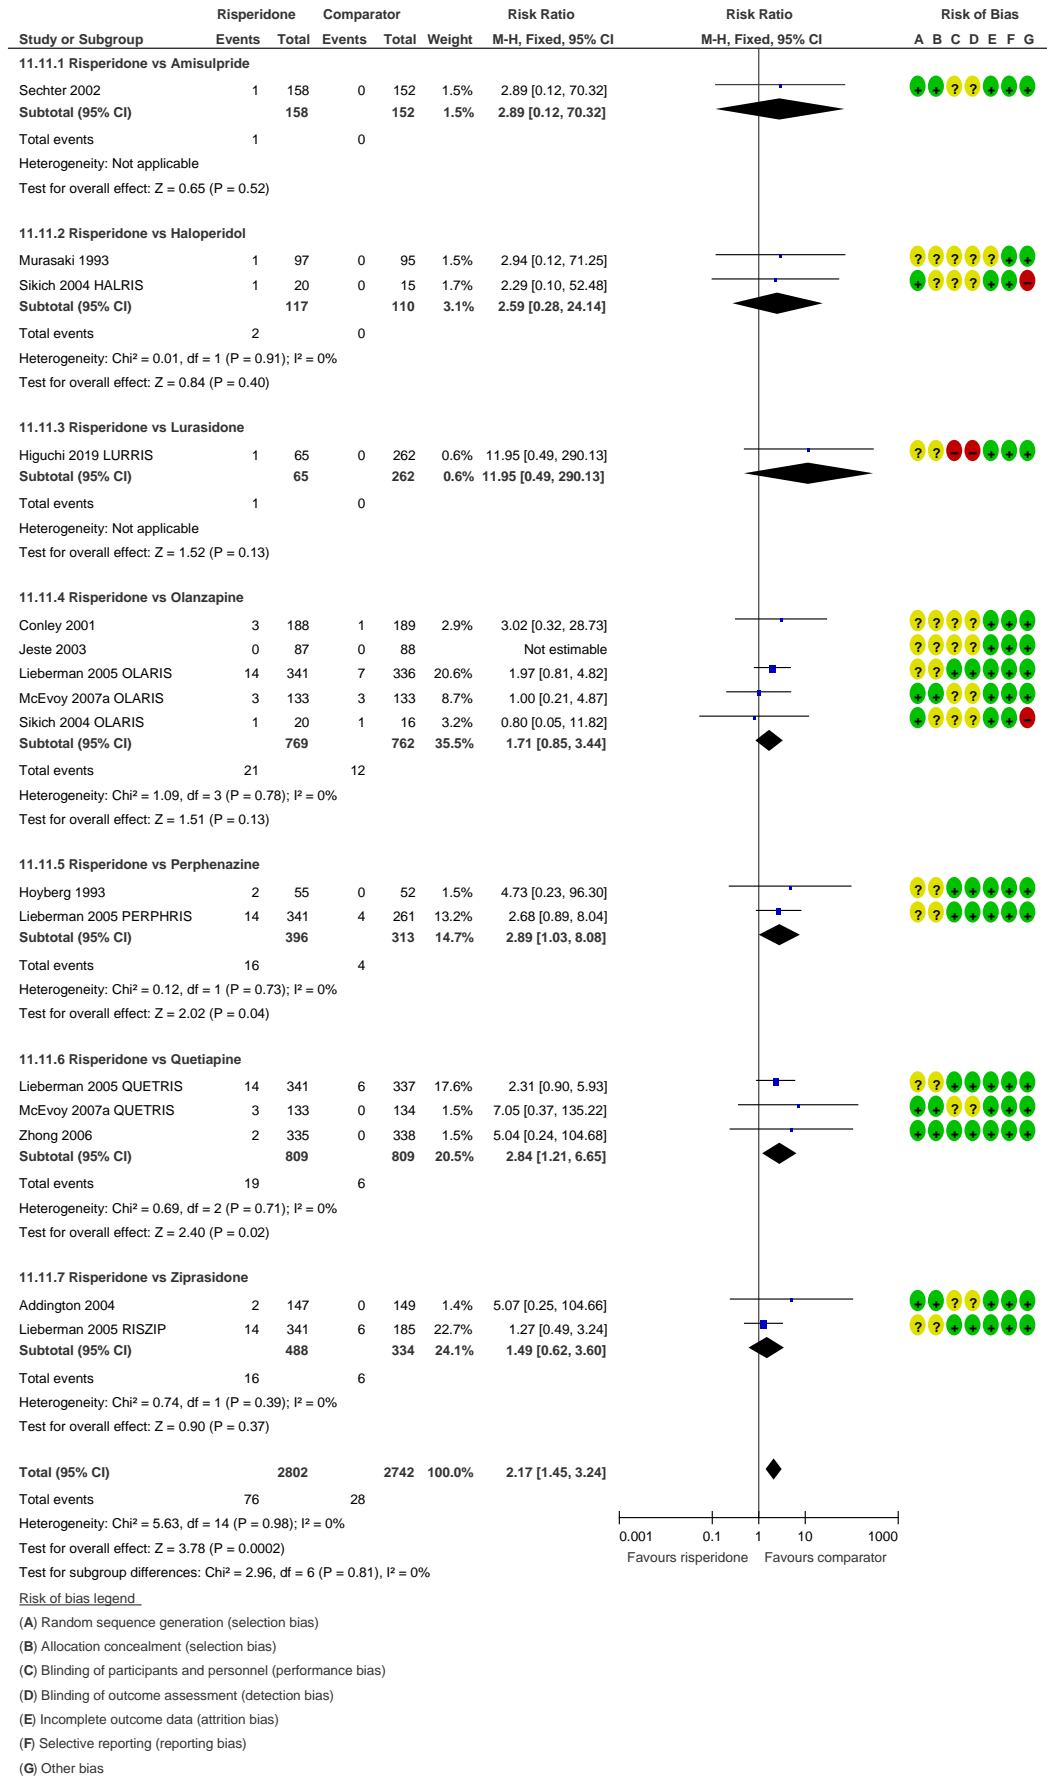 Risperidone Comparator Risk Ratio Risk Ratio Risk of Bias
Study or Subgroup Events Total Events Total Weight M-H, Fixed, 95% CI M-H, Fixed, 95% CI A B C D E F G
11.11.1 Risperidone vs Amisulpride
Sechter 2002 1 158 0 152 1.5% 2.89 [0.12, 70.32] + + ? ? + + +
Subtotal (95% CI) 158 152 1.5% 2.89 [0.12, 70.32]
Total events 1 0
Heterogeneity: Not applicable
Test for overall effect: Z = 0.65 (P = 0.52)
11.11.2 Risperidone vs Haloperidol
Murasaki 1993 1 97 0 95 1.5% 2.94 [0.12, 71.25] ? ? ? ? ? + +
Sikich 2004 HALRIS 1 20 0 15 1.7% 2.29 [0.10, 52.48] + ? ? ? + + −
Subtotal (95% CI) 117 110 3.1% 2.59 [0.28, 24.14]
Total events 2 0
Heterogeneity: Chi² = 0.01, df = 1 (P = 0.91); I² = 0%
Test for overall effect: Z = 0.84 (P = 0.40)
11.11.3 Risperidone vs Lurasidone
Higuchi 2019 LURRIS 1 65 0 262 0.6% 11.95 [0.49, 290.13] ? ? − − + + +
Subtotal (95% CI) 65 262 0.6% 11.95 [0.49, 290.13]
Total events 1 0
Heterogeneity: Not applicable
Test for overall effect: Z = 1.52 (P = 0.13)
11.11.4 Risperidone vs Olanzapine
Conley 2001 3 188 1 189 2.9% 3.02 [0.32, 28.73] ? ? ? ? + + +
Jeste 2003 0 87 0 88 Not estimable ? ? ? ? + + +
Lieberman 2005 OLARIS 14 341 7 336 20.6% 1.97 [0.81, 4.82] ? ? + + + + +
McEvoy 2007a OLARIS 3 133 3 133 8.7% 1.00 [0.21, 4.87] + + ? ? + + +
Sikich 2004 OLARIS 1 20 1 16 3.2% 0.80 [0.05, 11.82] + ? ? ? + + −
Subtotal (95% CI) 769 762 35.5% 1.71 [0.85, 3.44]
Total events 21 12
Heterogeneity: Chi² = 1.09, df = 3 (P = 0.78); I² = 0%
Test for overall effect: Z = 1.51 (P = 0.13)
11.11.5 Risperidone vs Perphenazine
Hoyberg 1993 2 55 0 52 1.5% 4.73 [0.23, 96.30] ? ? + + + + +
Lieberman 2005 PERPHRIS 14 341 4 261 13.2% 2.68 [0.89, 8.04] ? ? + + + + +
Subtotal (95% CI) 396 313 14.7% 2.89 [1.03, 8.08]
Total events 16 4
Heterogeneity: Chi² = 0.12, df = 1 (P = 0.73); I² = 0%
Test for overall effect: Z = 2.02 (P = 0.04)
11.11.6 Risperidone vs Quetiapine
Lieberman 2005 QUETRIS 14 341 6 337 17.6% 2.31 [0.90, 5.93] ? ? + + + + +
McEvoy 2007a QUETRIS 3 133 0 134 1.5% 7.05 [0.37, 135.22] + + ? ? + + +
Zhong 2006 2 335 0 338 1.5% 5.04 [0.24, 104.68] + + + + + + +
Subtotal (95% CI) 809 809 20.5% 2.84 [1.21, 6.65]
Total events 19 6
Heterogeneity: Chi² = 0.69, df = 2 (P = 0.71); I² = 0%
Test for overall effect: Z = 2.40 (P = 0.02)
11.11.7 Risperidone vs Ziprasidone
Addington 2004 2 147 0 149 1.4% 5.07 [0.25, 104.66] + + ? ? + + +
Lieberman 2005 RISZIP 14 341 6 185 22.7% 1.27 [0.49, 3.24] ? ? + + + + +
Subtotal (95% CI) 488 334 24.1% 1.49 [0.62, 3.60]
Total events 16 6
Heterogeneity: Chi² = 0.74, df = 1 (P = 0.39); I² = 0%
Test for overall effect: Z = 0.90 (P = 0.37)
Total (95% CI) 2802 2742 100.0% 2.17 [1.45, 3.24]
Total events 76 28
Heterogeneity: Chi² = 5.63, df = 14 (P = 0.98); I² = 0%
Test for overall effect: Z = 3.78 (P = 0.0002)
Test for subgroup differences: Chi² = 2.96, df = 6 (P = 0.81), I² = 0%
0.001 0.1 1 10 1000
Favours risperidone Favours comparator
Risk of bias legend
(A) Random sequence generation (selection bias)
(B) Allocation concealment (selection bias)
(C) Blinding of participants and personnel (performance bias)
(D) Blinding of outcome assessment (detection bias)
(E) Incomplete outcome data (attrition bias)
(F) Selective reporting (reporting bias)
(G) Other bias